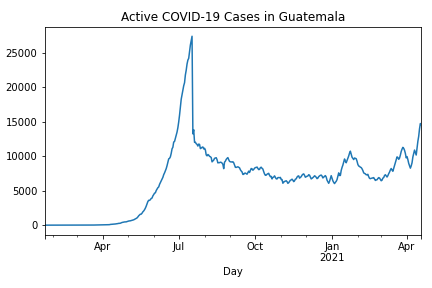 Active COVID-19 Cases in Guatemala
25000
20000
15000
10000
5000
0
Apr
Jul
Oct
Jan
2021
Apr
Day